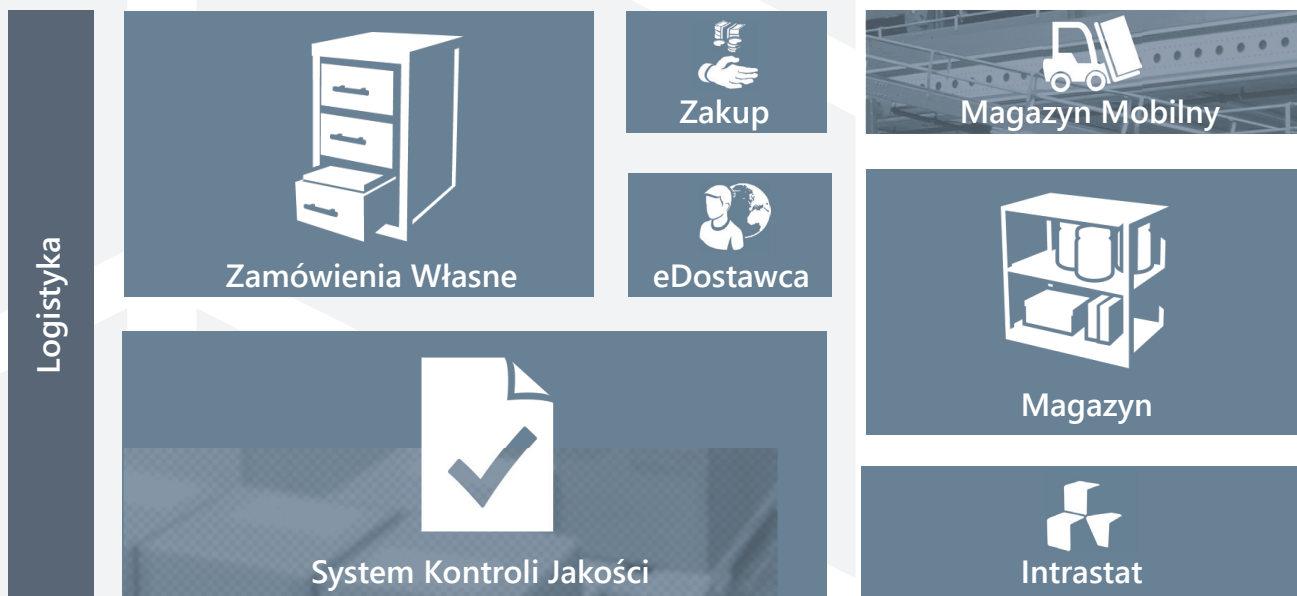 Logistyka
Zamówienia Własne
Zakup
eDostawca
Magazyn Mobilny
Magazyn
System Kontroli Jakości
Intrastat